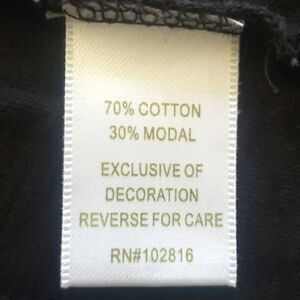 70% COTTON
30% MODAL
EXCLUSIVE OF
DECORATION
REVERSE FOR CARE
RN#102816